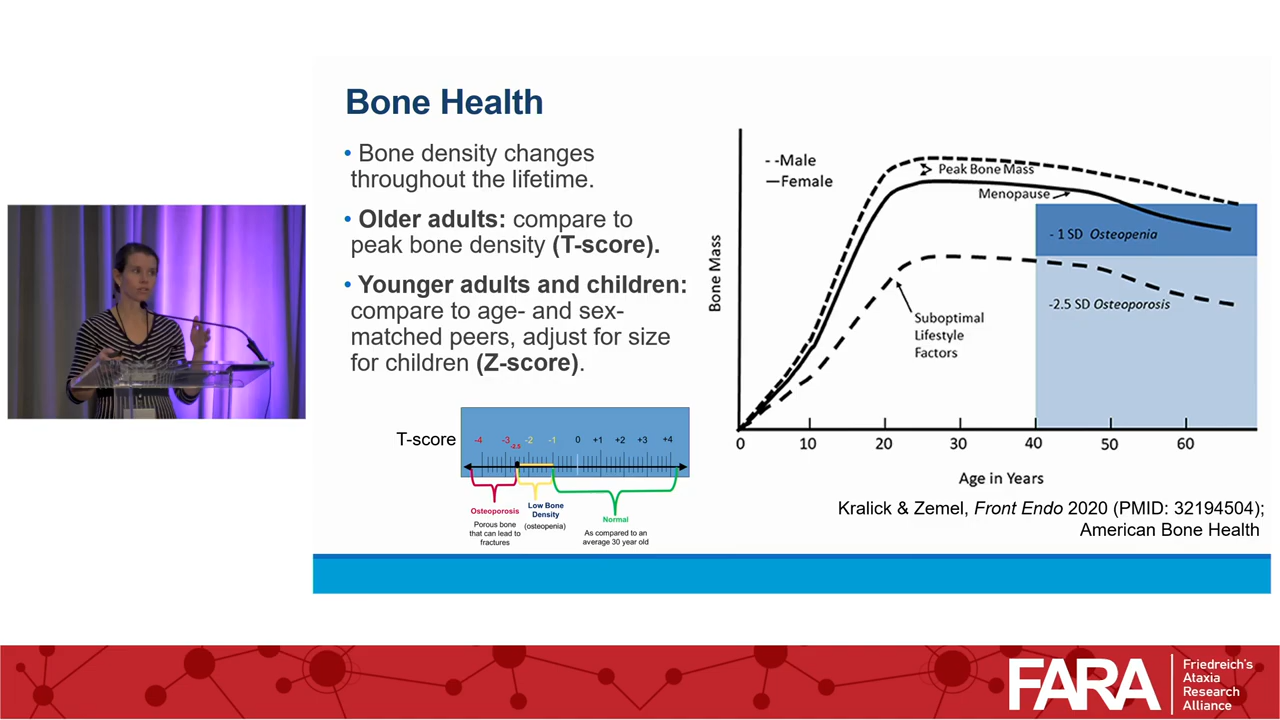 Bone Health
• Bone density changes
throughout the lifetime.
• Older adults: compare to
peak bone density (T-score).
• Younger adults and children:
compare to age- and sex-
matched peers, adjust for size
for children (Z-score).
T-score
-4 -3 -2.5 -2 -1 0 +1 +2 +3 +4
Osteoporosis
Porous bone
that can lead to
fractures
Low Bone
Density
(osteopenia)
Normal
As compared to an
average 30 year old
- -Male
—Female
Peak Bone Mass
Menopause
- 1 SD Osteopenia
-2.5 SD Osteoporosis
Suboptimal
Lifestyle
Factors
Bone Mass
0 10 20 30 40 50 60
Age in Years
Kralick & Zemel, Front Endo 2020 (PMID: 32194504);
American Bone Health
FARA
Friedreich's
Ataxia
Research
Alliance